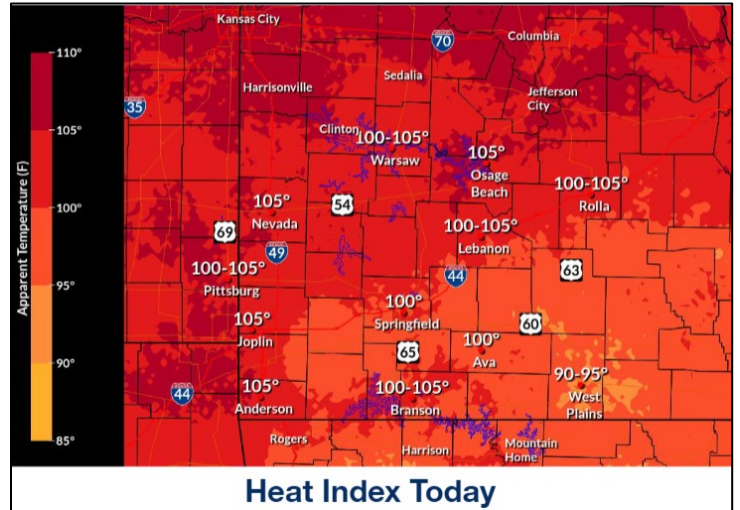 Kansas City
70
Columbia
110°
35
Harrisonville
Sedalia
Jefferson
City
105°
Clinton
100-105°
Warsaw
105°
Osage
Beach
100-105°
Rolla
100°
105°
Nevada
54
69
49
100-105°
Lebanon
44
63
Apparent Temperature (F)
95°
100-105°
Pittsburg
105°
Joplin
100°
Springfield
60
65
100°
Ava
90°
44
105°
Anderson
100-105°
Branson
90-95°
West
Plains
85°
Rogers
Harrison
Mountain
Home
Heat Index Today